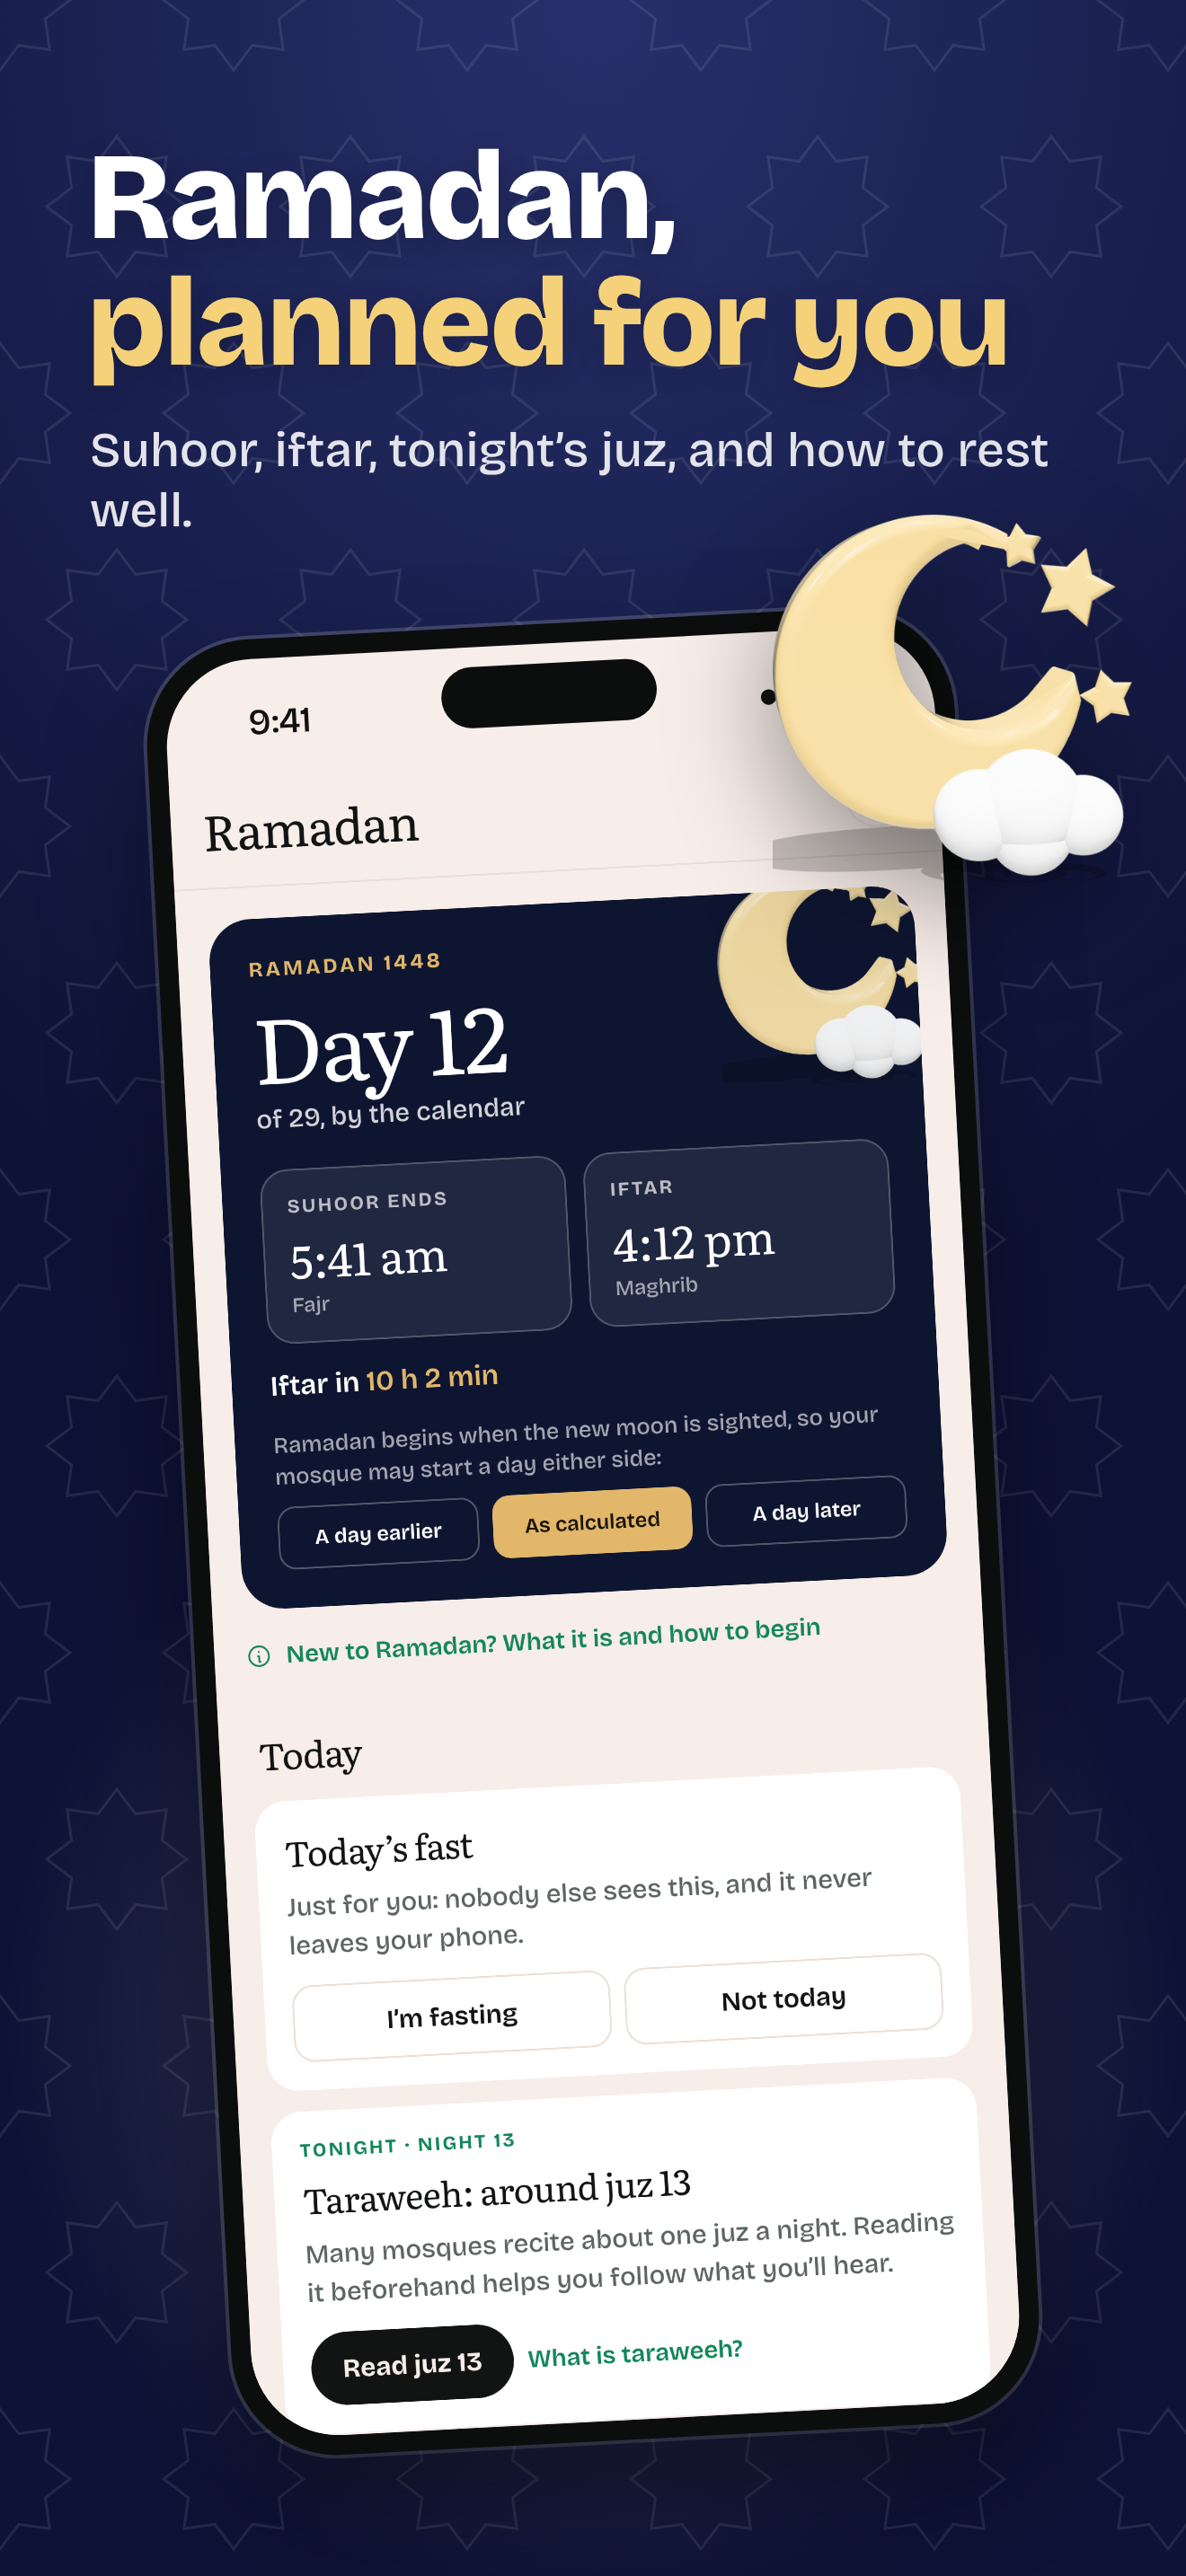 Ramadan,
planned for you
Suhoor, iftar, tonight’s juz, and how to rest
well.
9:41
Ramadan
RAMADAN 1448
Day 12
of 29, by the calendar
SUHOOR ENDS
5:41 am
Fajr
IFTAR
4:12 pm
Maghrib
Iftar in 10 h 2 min
Ramadan begins when the new moon is sighted, so your
mosque may start a day either side:
A day earlier
As calculated
A day later
New to Ramadan? What it is and how to begin
Today
Today’s fast
Just for you: nobody else sees this, and it never
leaves your phone.
I’m fasting
Not today
TONIGHT · NIGHT 13
Taraweeh: around juz 13
Many mosques recite about one juz a night. Reading
it beforehand helps you follow what you’ll hear.
Read juz 13
What is taraweeh?